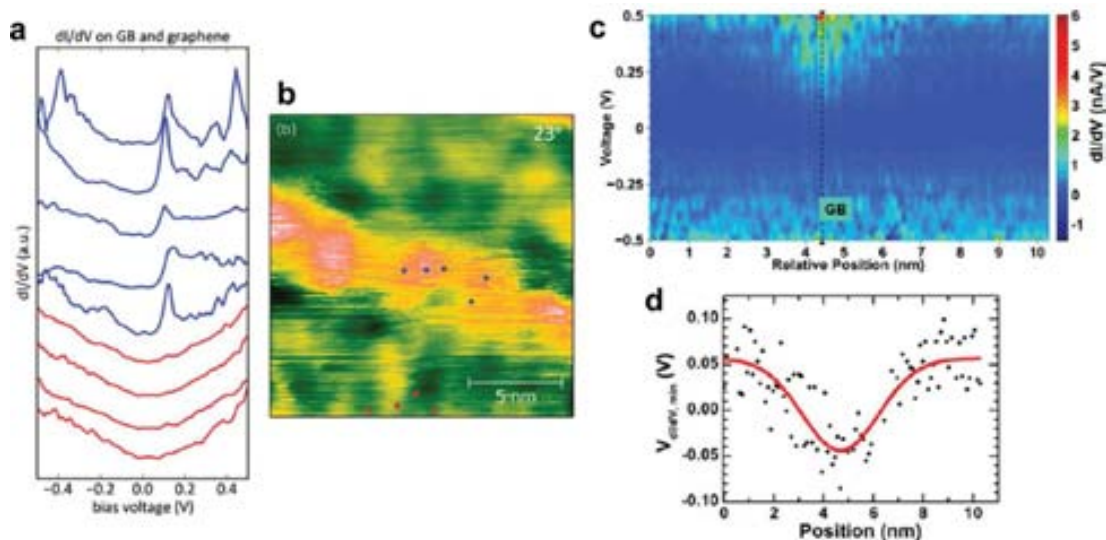 a
dI/dV on GB and graphene
dI/dV (a.u.)
−0.4 −0.2 0.0 0.2 0.4
bias voltage (V)
b
(b)
23°
5 nm
c
0.5
0.25
0
−0.25
−0.5
Voltage (V)
GB
0 1 2 3 4 5 6 7 8 9 10
Relative Position (nm)
6
5
4
3
2
1
0
-1
dI/dV (nA/V)
d
0.10
0.05
0.00
-0.05
-0.10
V dI/dV, min (V)
0 2 4 6 8 10
Position (nm)